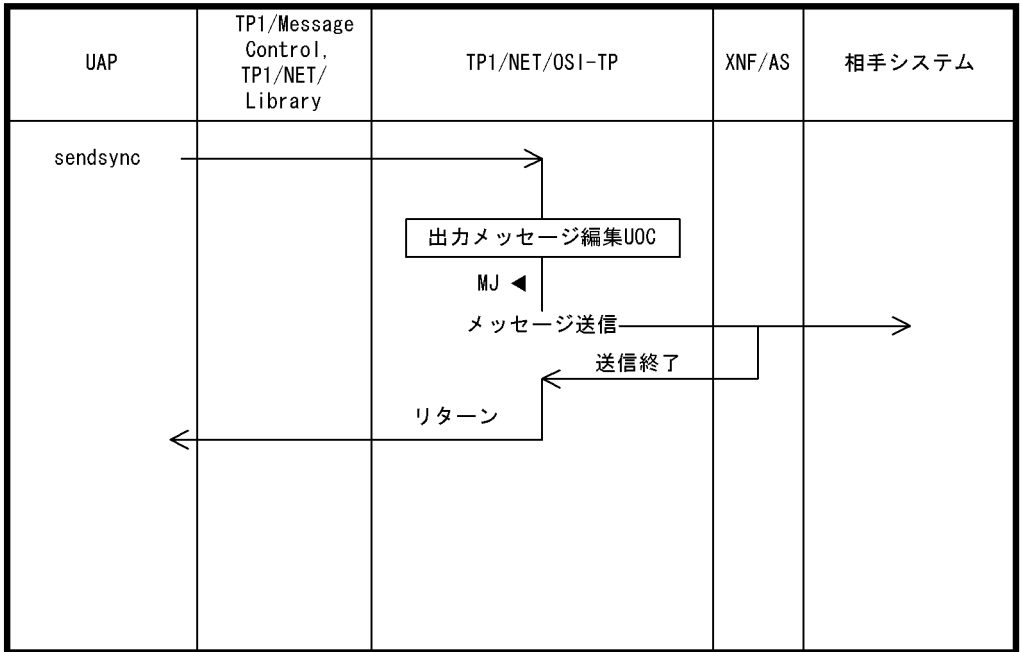 UAP
TP1/Message
Control,
TP1/NET/
Library
TP1/NET/OSI-TP
XNF/AS
相手システム
sendsync
出力メッセージ編集UOC
MJ ◀
メッセージ送信
送信終了
リターン